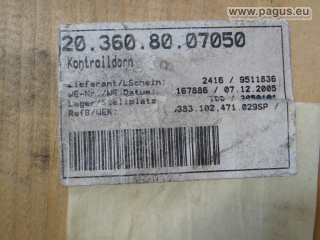 www.pagus.eu
20.360.80.07050
Kontrolldorn
Lieferant/LSchein: 2416 / 9511836
WE-Nr./WE-Datum: 167886 / 07.12.2005
Lager/Stellplatz
RefB/WEK: .383.102.471.029SP /